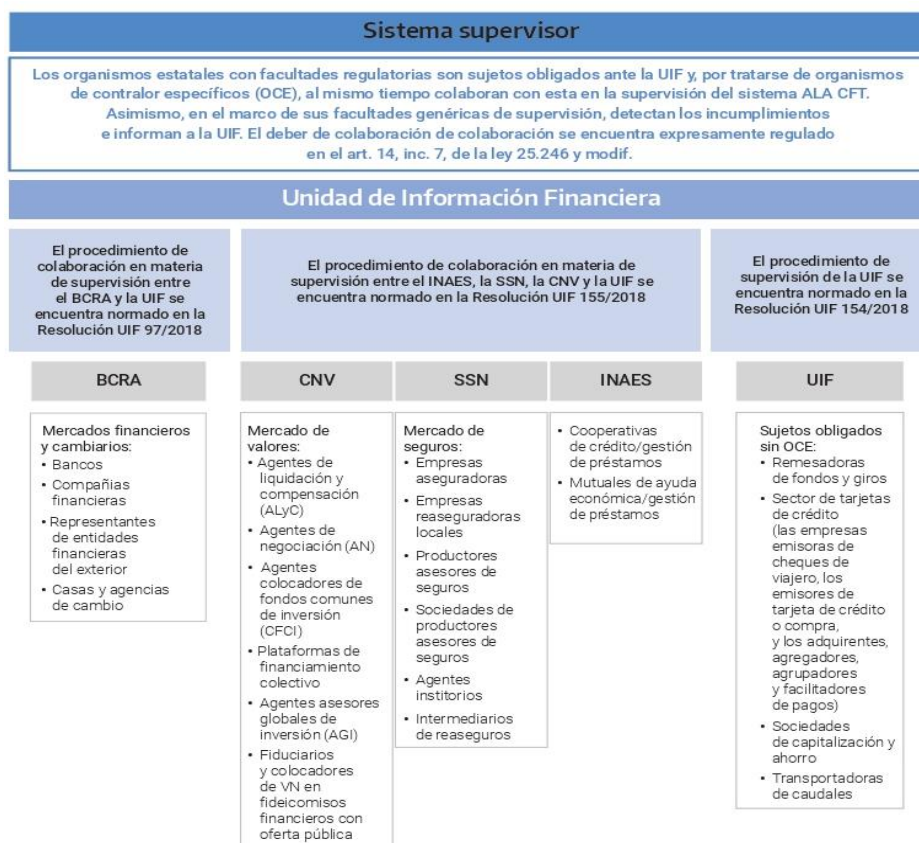 Sistema supervisor
Los organismos estatales con facultades regulatorias son sujetos obligados ante la UIF y, por tratarse de organismos
de contralor específicos (OCE), al mismo tiempo colaboran con esta en la supervisión del sistema ALA CFT.
Asimismo, en el marco de sus facultades genéricas de supervisión, detectan los incumplimientos
e informan a la UIF. El deber de colaboración de colaboración se encuentra expresamente regulado
en el art. 14, inc. 7, de la ley 25.246 y modif.
Unidad de Información Financiera
El procedimiento de
colaboración en materia
de supervisión entre
el BCRA y la UIF se
encuentra normado en la
Resolución UIF 97/2018
El procedimiento de colaboración en materia de
supervisión entre el INAES, la SSN, la CNV y la UIF se
encuentra normado en la Resolución UIF 155/2018
El procedimiento de
supervisión de la UIF se
encuentra normado en la
Resolución UIF 154/2018
BCRA
Mercados financieros
y cambiarios:
• Bancos
• Compañias
financieras
• Representantes
de entidades
financieras
del exterior
• Casas y agencias
de cambio
CNV
Mercado de
valores:
• Agentes de
liquidación y
compensación
(ALyC)
• Agentes de
negociación (AN)
• Agentes
colocadores de
fondos comunes
de inversión
(CFCI)
• Plataformas de
financiamiento
colectivo
• Agentes asesores
globales de
inversión (AGI)
• Fiduciarios
y colocadores
de VN en
fideicomisos
financieros con
oferta pública
SSN
Mercado de
seguros:
• Empresas
aseguradoras
• Empresas
reaseguradoras
locales
• Productores
asesores de
seguros
• Sociedades de
productores
asesores de
seguros
• Agentes
institorios
• Intermediarios
de reaseguros
INAES
• Cooperativas
de crédito/gestión
de préstamos
• Mutuales de ayuda
económica/gestión
de préstamos
UIF
Sujetos obligados
sin OCE:
• Remesadoras
de fondos y giros
• Sector de tarjetas
de crédito
(las empresas
emisoras de
cheques de
viajero, los
emisores de
tarjeta de crédito
o compra,
y los adquirentes,
agregadores,
agrupadores
y facilitadores
de pagos)
• Sociedades
de capitalización y
ahorro
• Transportadoras
de caudales